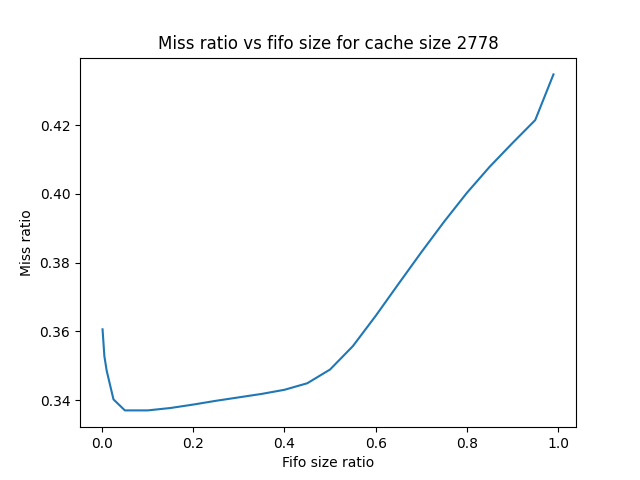 Miss ratio vs fifo size for cache size 2778
Miss ratio
0.42
0.40
0.38
0.36
0.34
0.0 0.2 0.4 0.6 0.8 1.0
Fifo size ratio